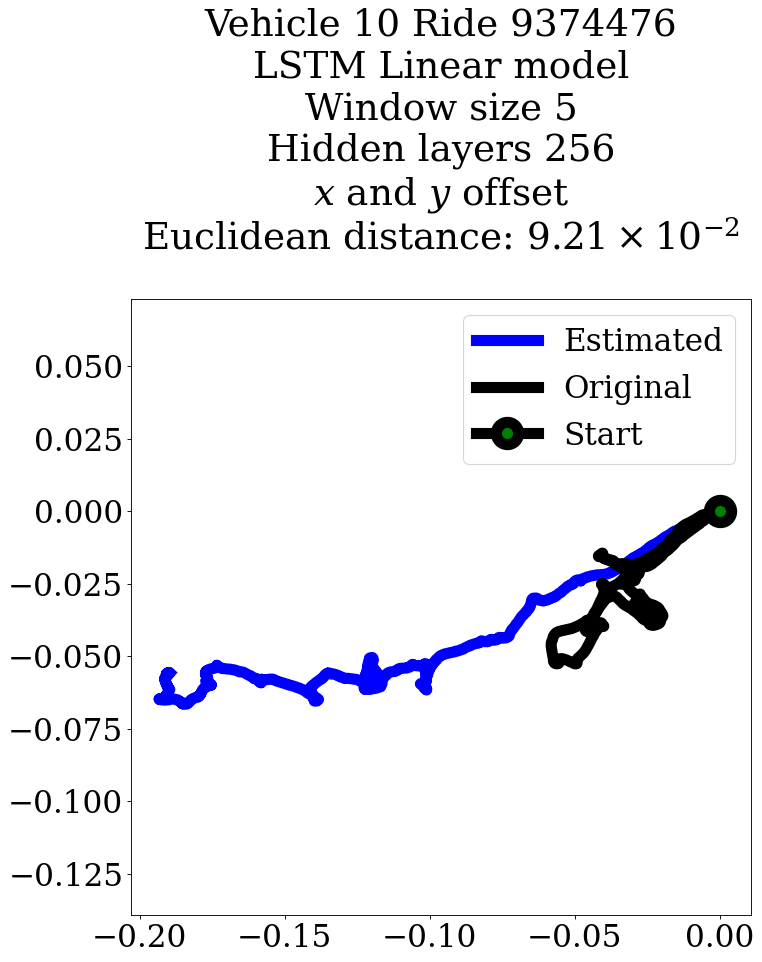 Vehicle 10 Ride 9374476
LSTM Linear model
Window size 5
Hidden layers 256
x and y offset
Euclidean distance: 9.21 × 10⁻²
Estimated
Original
Start
0.050
0.025
0.000
−0.025
−0.050
−0.075
−0.100
−0.125
−0.20 −0.15 −0.10 −0.05 0.00